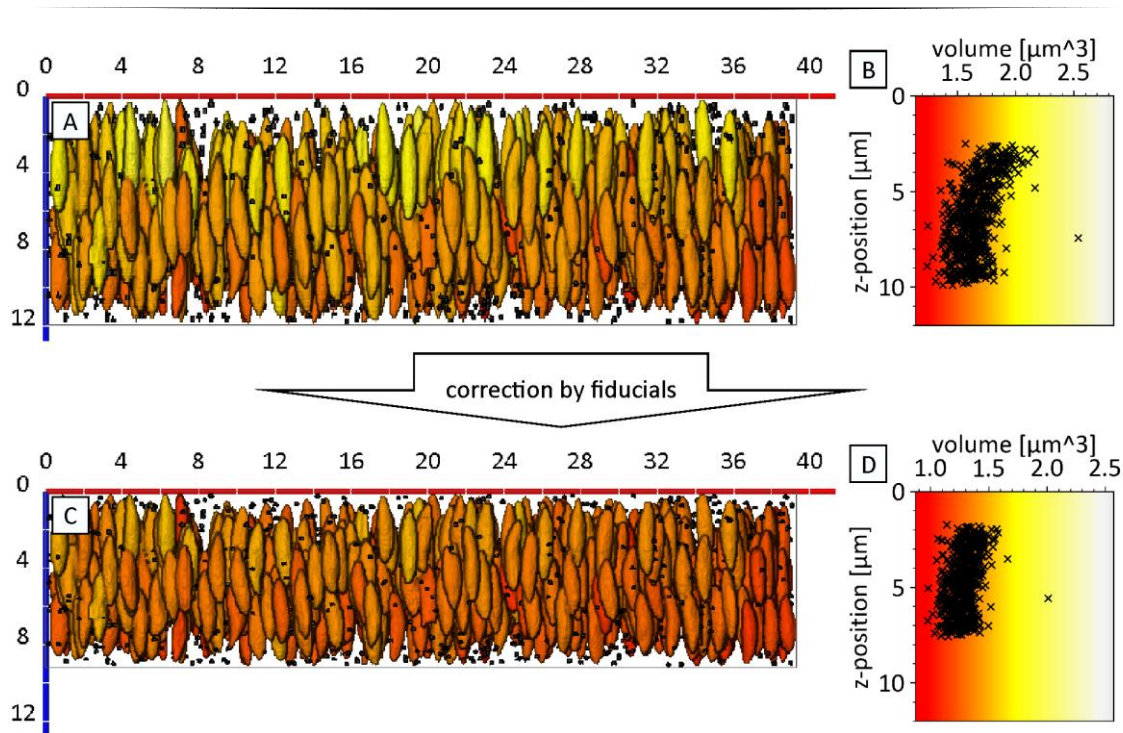 volume [µm^3]
0 4 8 12 16 20 24 28 32 36 40
B
1.5 2.0 2.5
0
A
0
4
8
12
z-position [µm]
0
5
10
correction by fiducials
volume [µm^3]
0 4 8 12 16 20 24 28 32 36 40
D
1.0 1.5 2.0 2.5
0
C
4
8
12
z-position [µm]
0
5
10